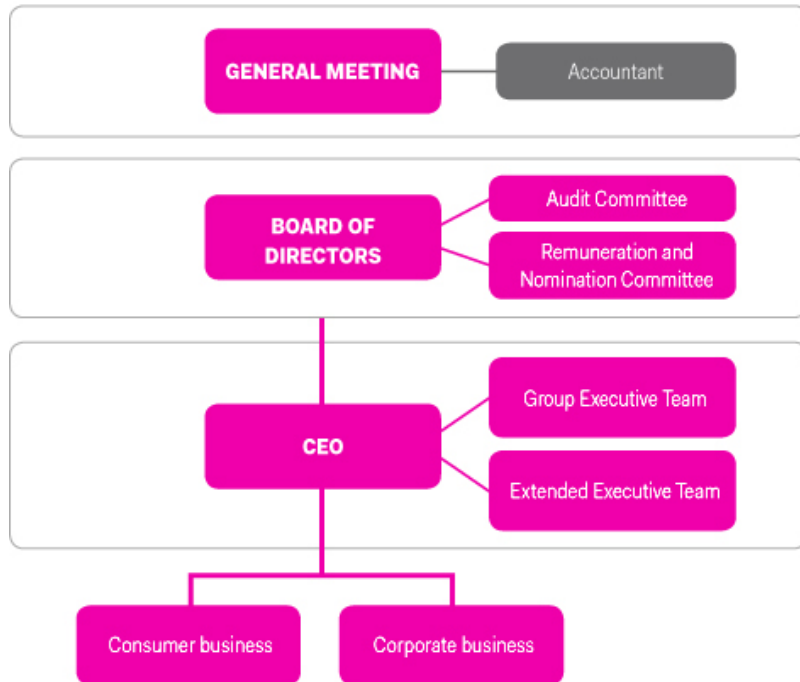 GENERAL MEETING
Accountant
BOARD OF
DIRECTORS
Audit Committee
Remuneration and
Nomination Committee
CEO
Group Executive Team
Extended Executive Team
Consumer business
Corporate business